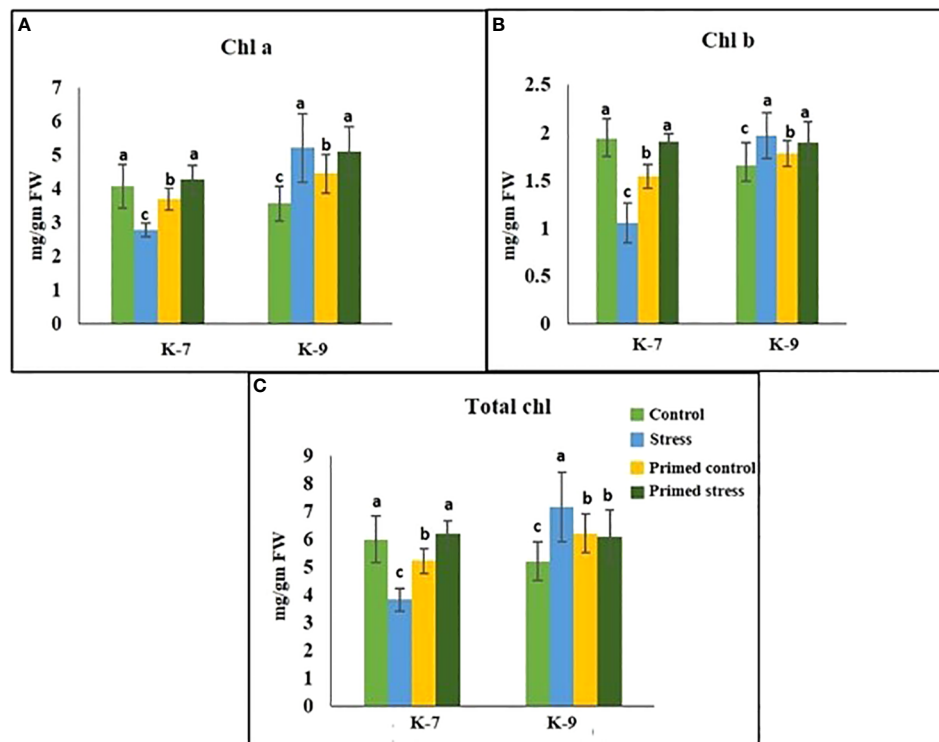 A
Chl a
mg/gm FW
7
6
5
4
3
2
1
0
a
c
b
a
c
a
b
a
K-7
K-9
B
Chl b
mg/gm FW
2.5
2
1.5
1
0.5
0
a
c
b
a
c
a
b
a
K-7
K-9
C
Total chl
mg/gm FW
9
8
7
6
5
4
3
2
1
0
a
c
b
a
c
a
b
b
K-7
K-9
Control
Stress
Primed control
Primed stress